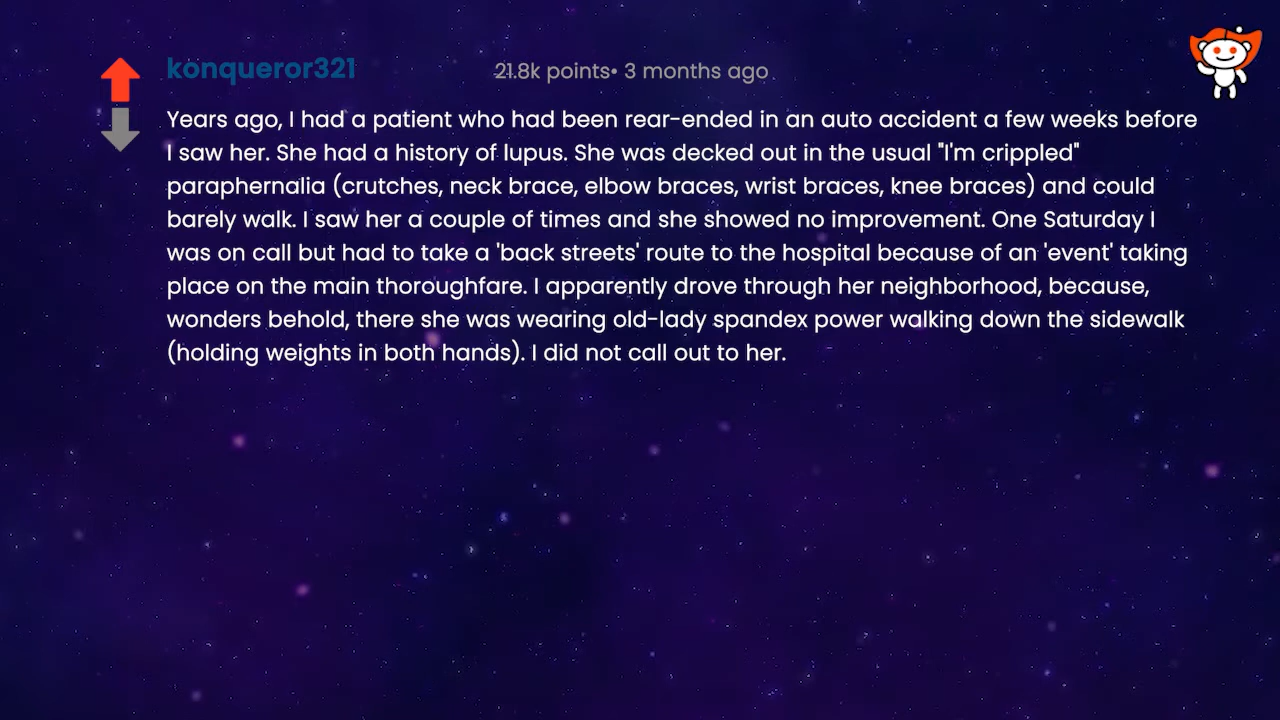 konqueror321 21.8k points• 3 months ago
Years ago, I had a patient who had been rear-ended in an auto accident a few weeks before
I saw her. She had a history of lupus. She was decked out in the usual "I'm crippled"
paraphernalia (crutches, neck brace, elbow braces, wrist braces, knee braces) and could
barely walk. I saw her a couple of times and she showed no improvement. One Saturday I
was on call but had to take a 'back streets' route to the hospital because of an 'event' taking
place on the main thoroughfare. I apparently drove through her neighborhood, because,
wonders behold, there she was wearing old-lady spandex power walking down the sidewalk
(holding weights in both hands). I did not call out to her.